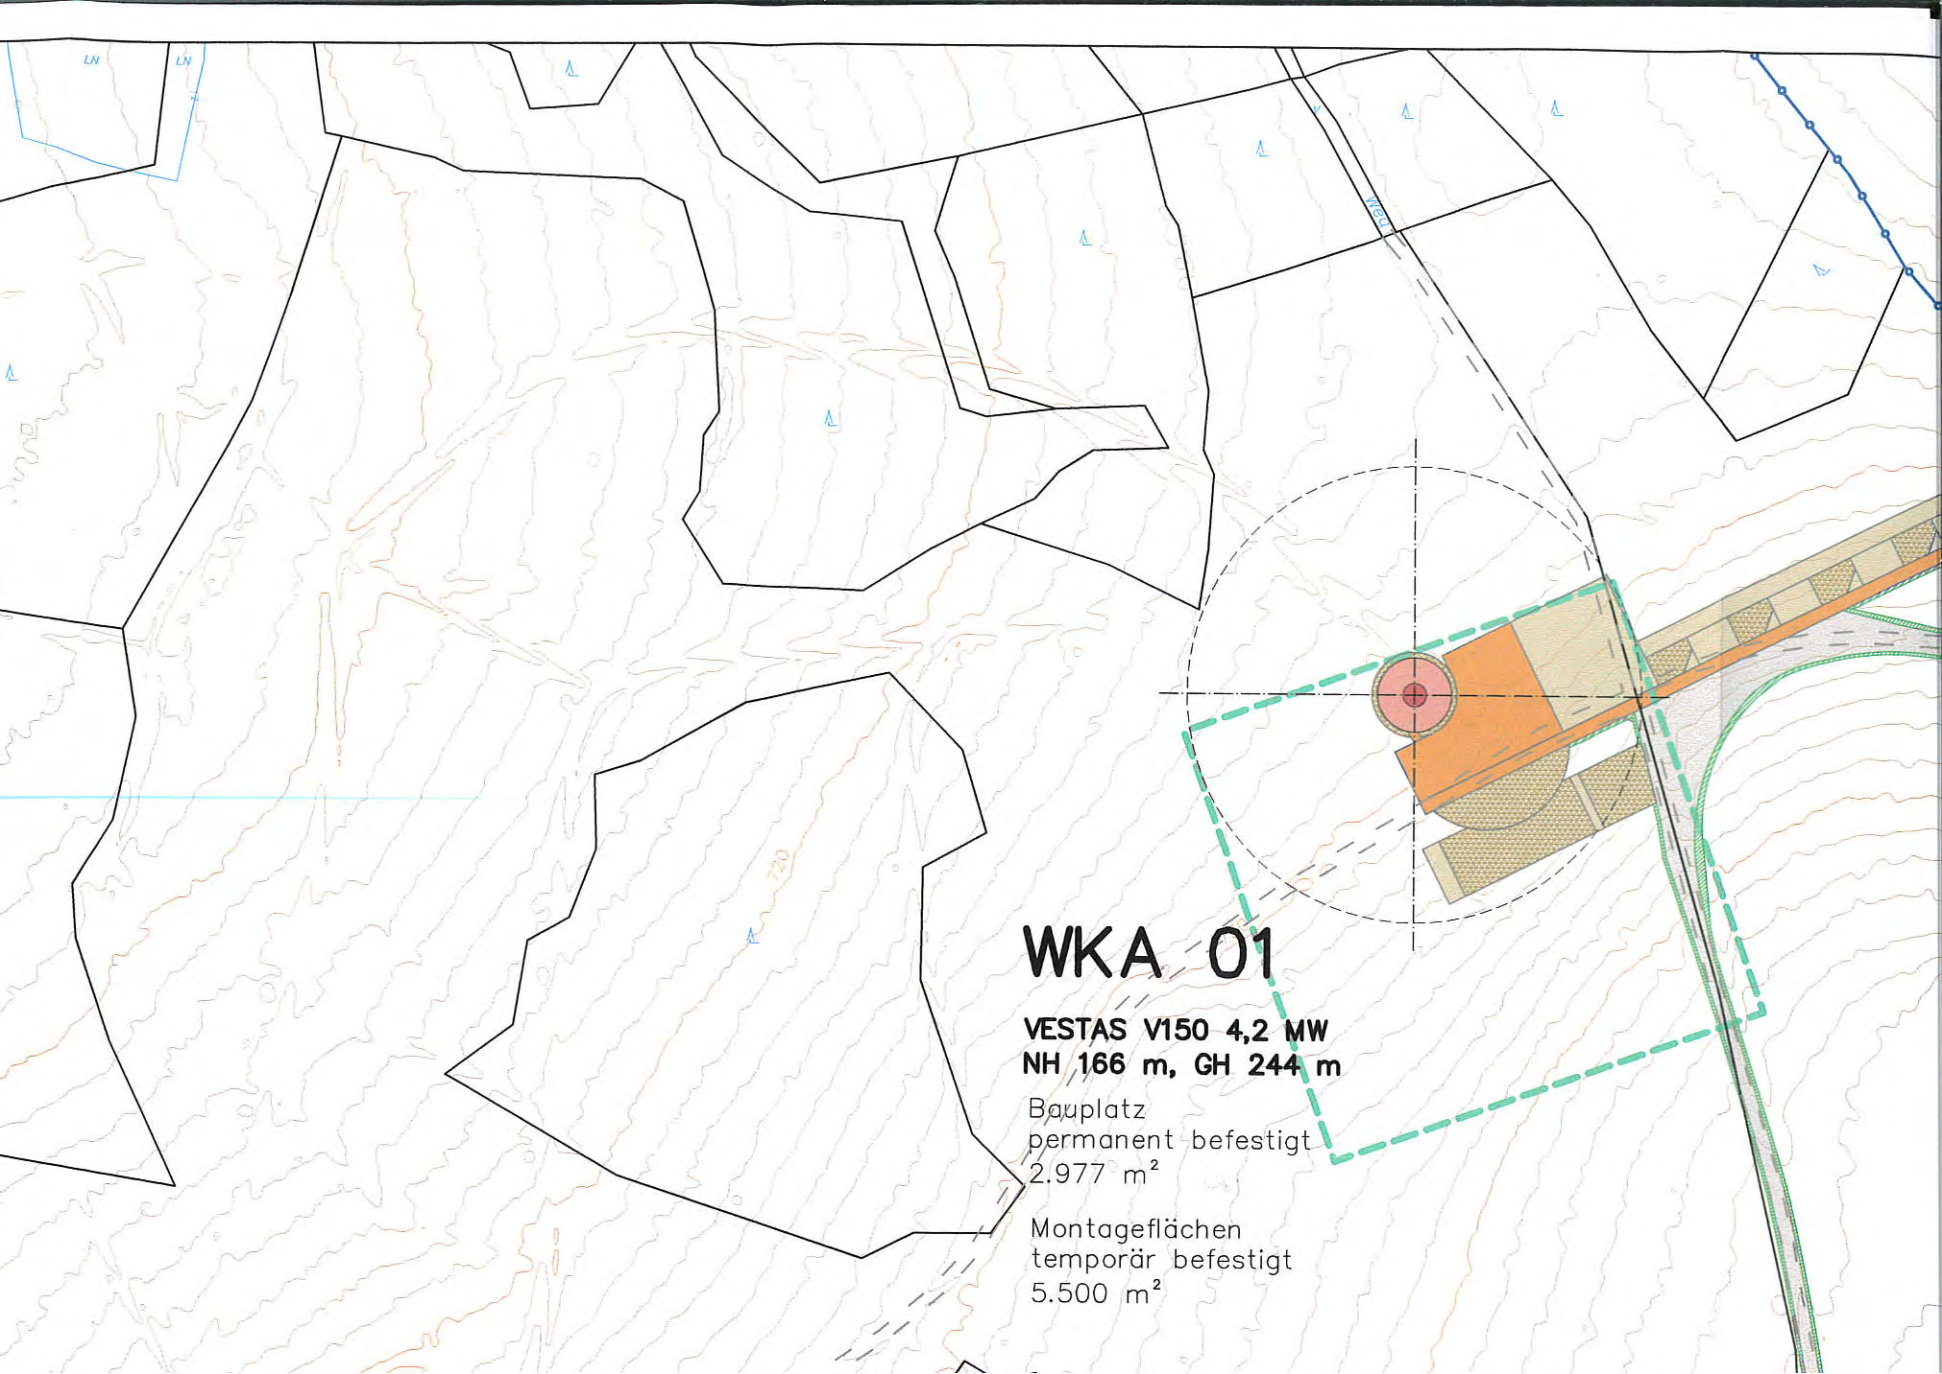 LN LN
Weg
720
WKA 01
VESTAS V150 4,2 MW
NH 166 m, GH 244 m
Bauplatz
permanent befestigt
2.977 m²
Montageflächen
temporär befestigt
5.500 m²